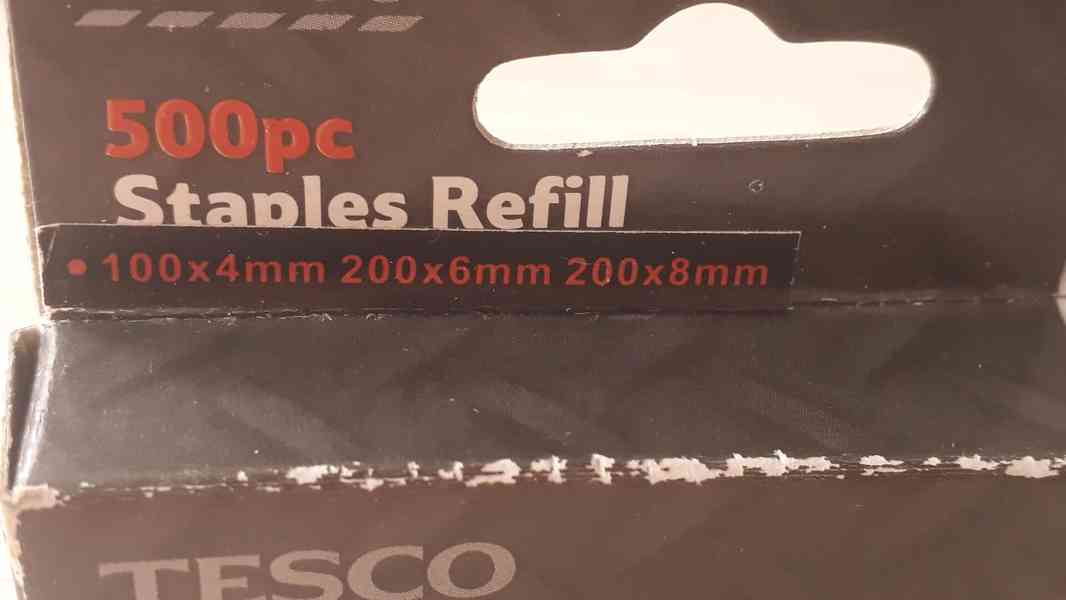 500pc
Staples Refill
• 100x4mm 200x6mm 200x8mm
TESCO